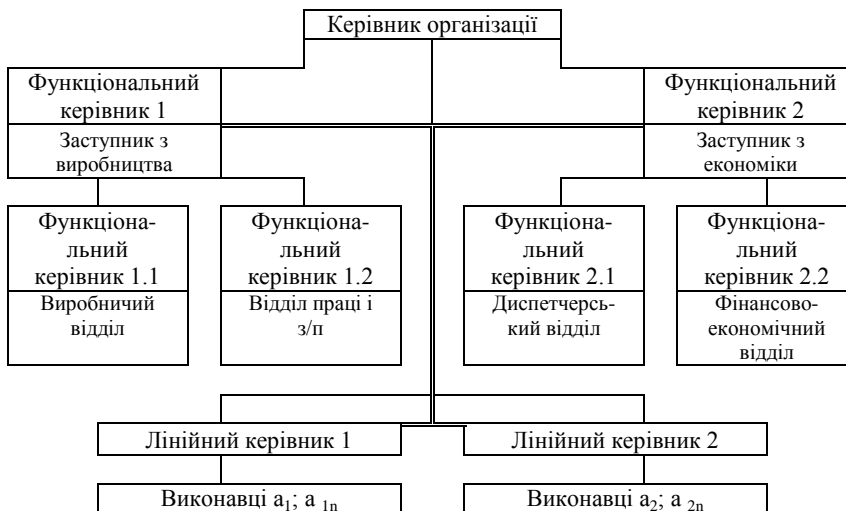 Керівник організації
Функціональний
керівник 1
Заступник з
виробництва
Функціональний
керівник 2
Заступник з
економіки
Функціона-
льний
керівник 1.1
Виробничий
відділ
Функціона-
льний
керівник 1.2
Відділ праці і
з/п
Функціона-
льний
керівник 2.1
Диспетчерсь-
кий відділ
Функціона-
льний
керівник 2.2
Фінансово-
економічний
відділ
Лінійний керівник 1
Лінійний керівник 2
Виконавці а₁; а ₁ₙ
Виконавці а₂; а ₂ₙ